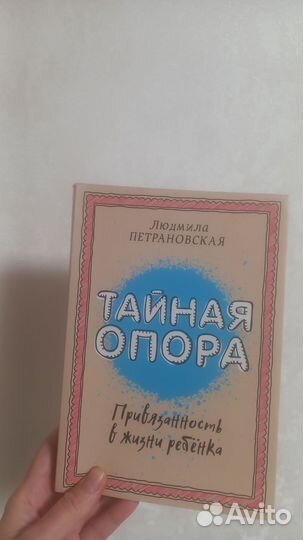 Людмила
ПЕТРАНОВСКАЯ
ТАЙНАЯ
ОПОРА
Привязанность
в жизни ребёнка
Avito